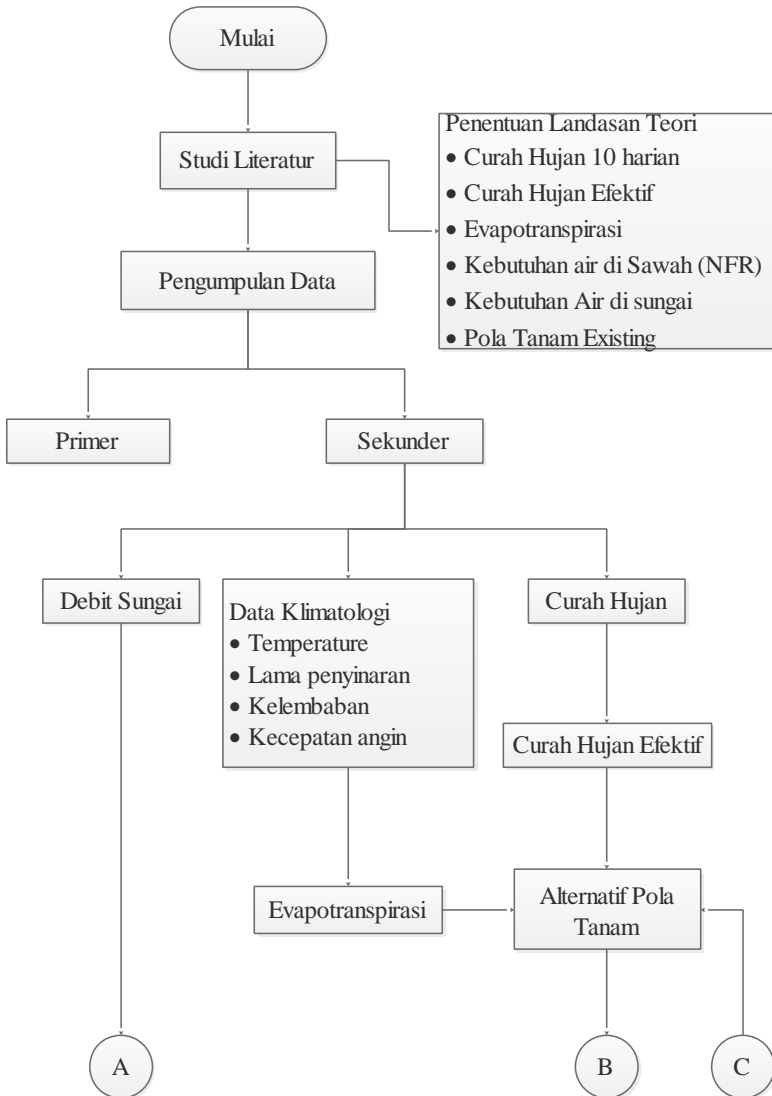 Mulai
Studi Literatur
Penentuan Landasan Teori
• Curah Hujan 10 harian
• Curah Hujan Efektif
• Evapotranspirasi
• Kebutuhan air di Sawah (NFR)
• Kebutuhan Air di sungai
• Pola Tanam Existing
Pengumpulan Data
Primer
Sekunder
Debit Sungai
Data Klimatologi
• Temperature
• Lama penyinaran
• Kelembaban
• Kecepatan angin
Curah Hujan
Curah Hujan Efektif
Evapotranspirasi
Alternatif Pola
Tanam
A
B
C